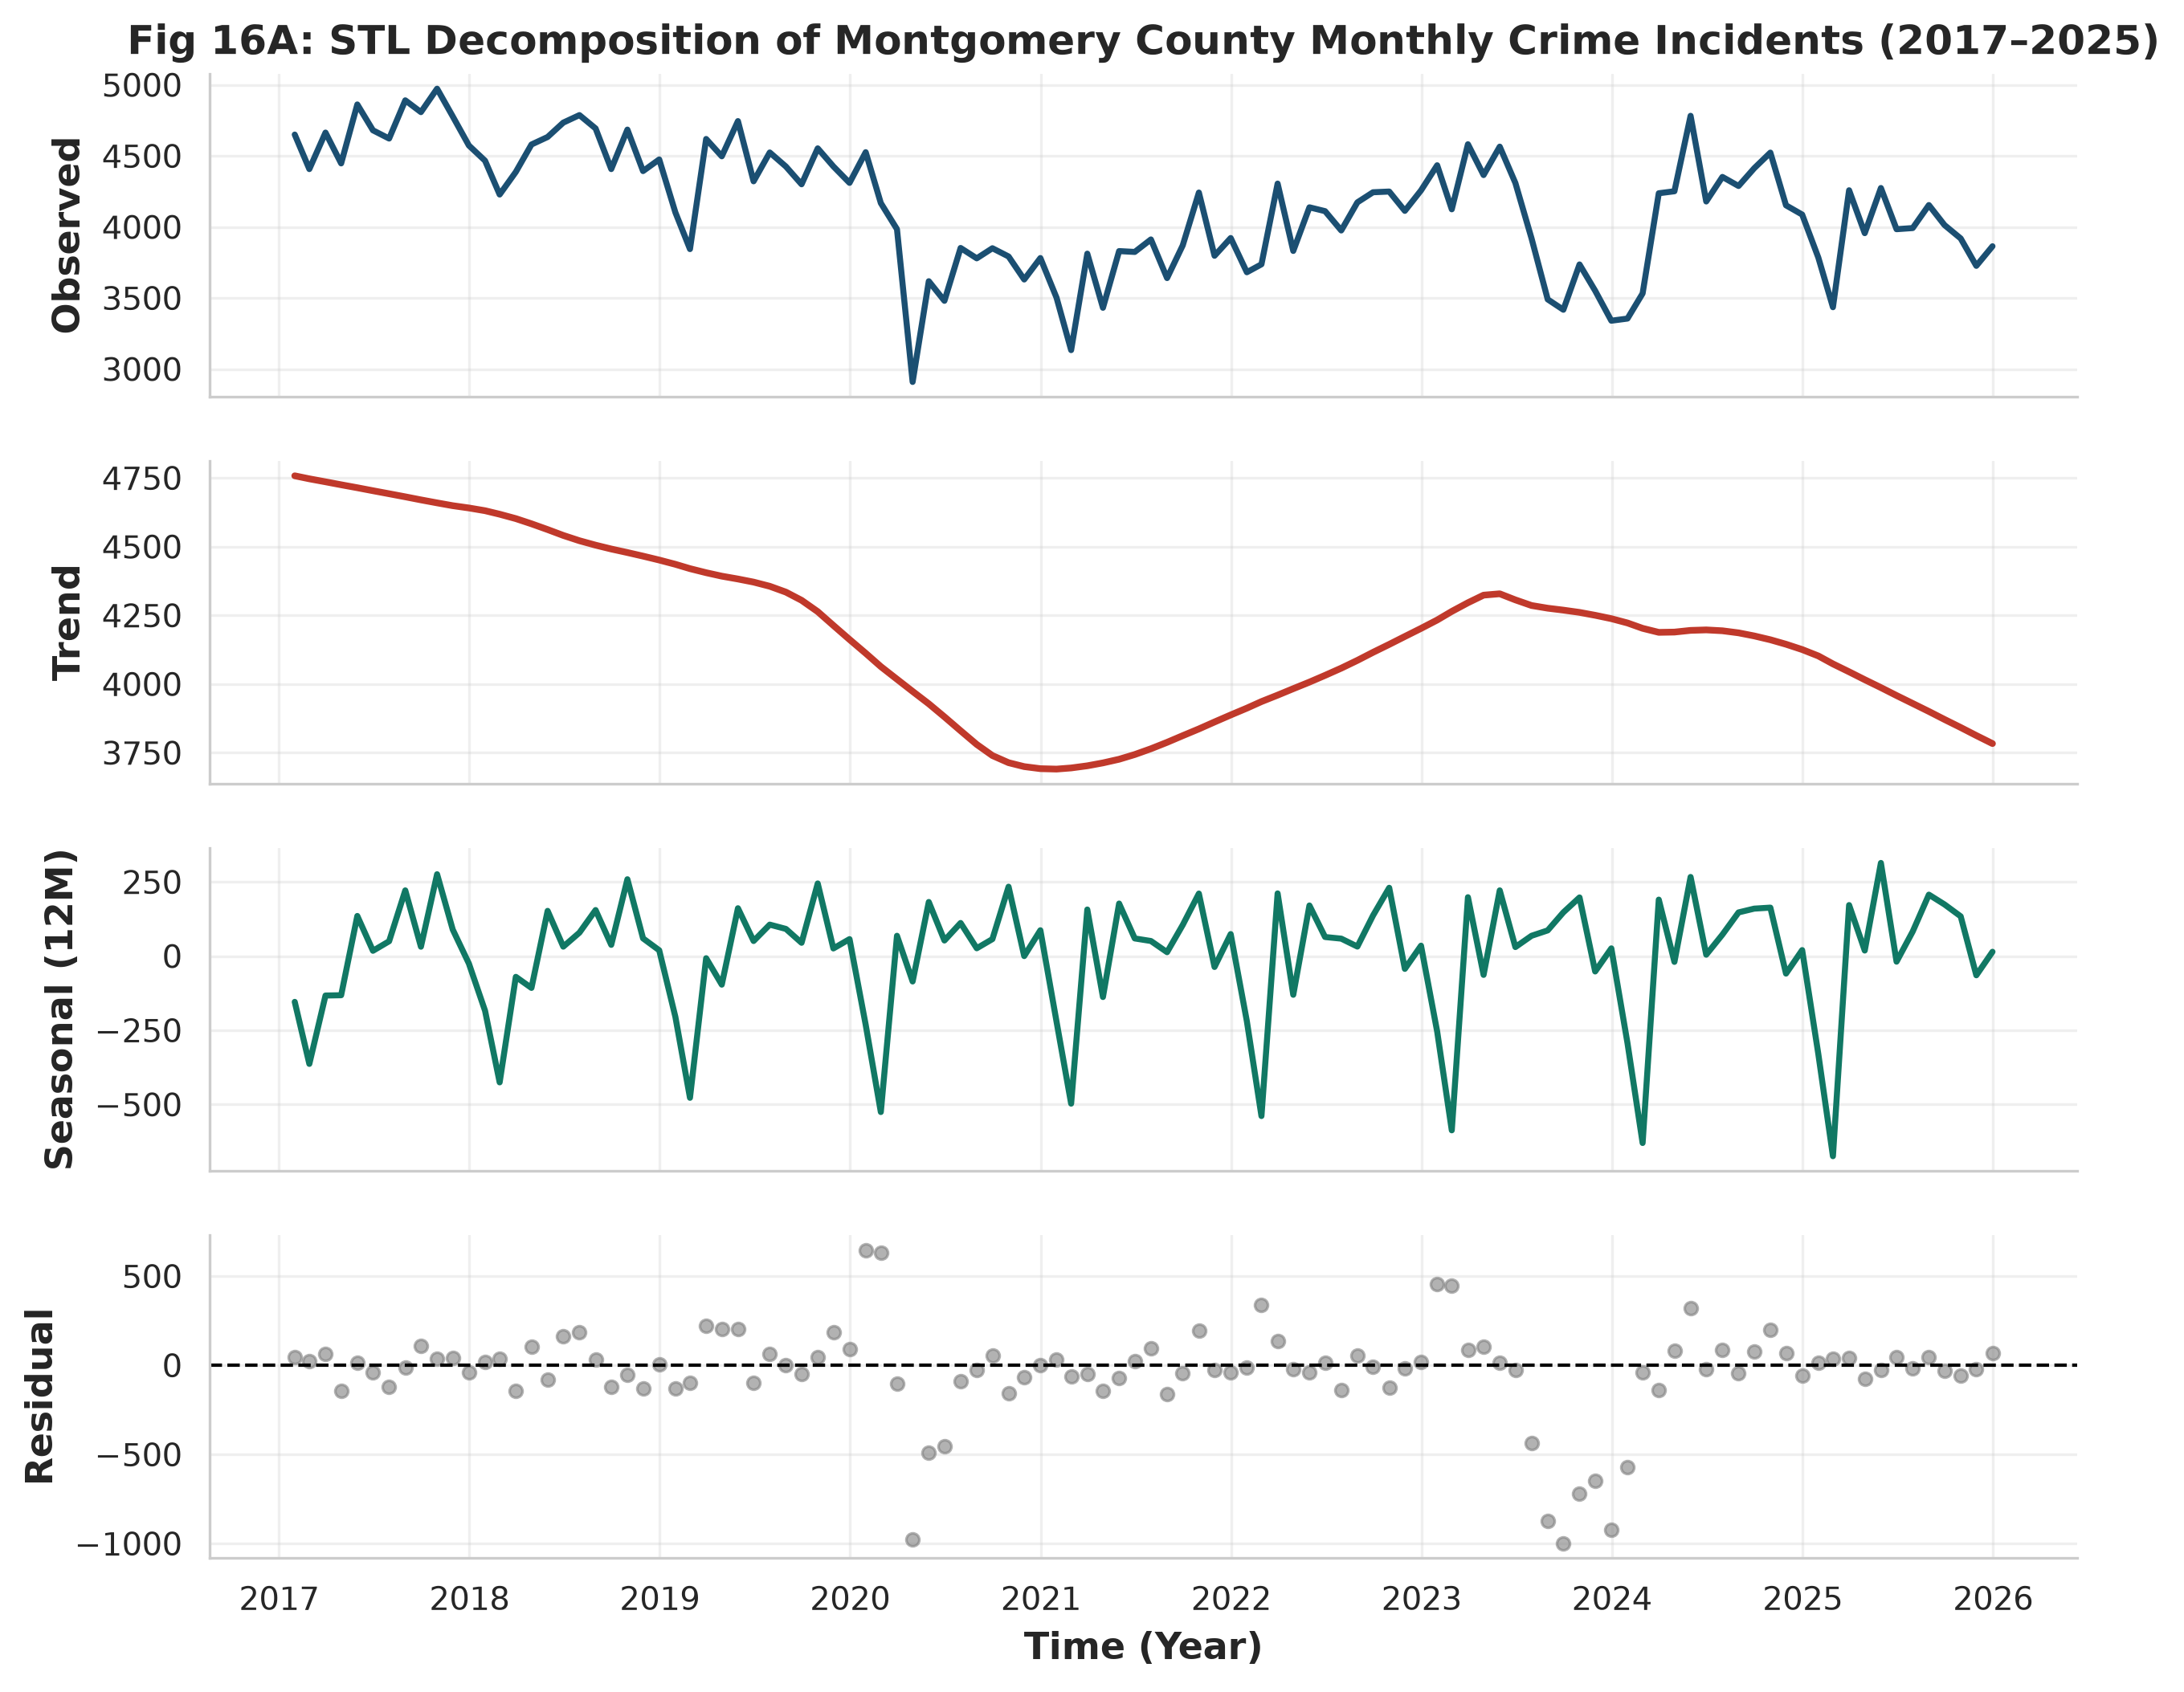 Fig 16A: STL Decomposition of Montgomery County Monthly Crime Incidents (2017–2025)
Observed
5000
4500
4000
3500
3000
Trend
4750
4500
4250
4000
3750
Seasonal (12M)
250
0
−250
−500
Residual
500
0
−500
−1000
2017 2018 2019 2020 2021 2022 2023 2024 2025 2026
Time (Year)